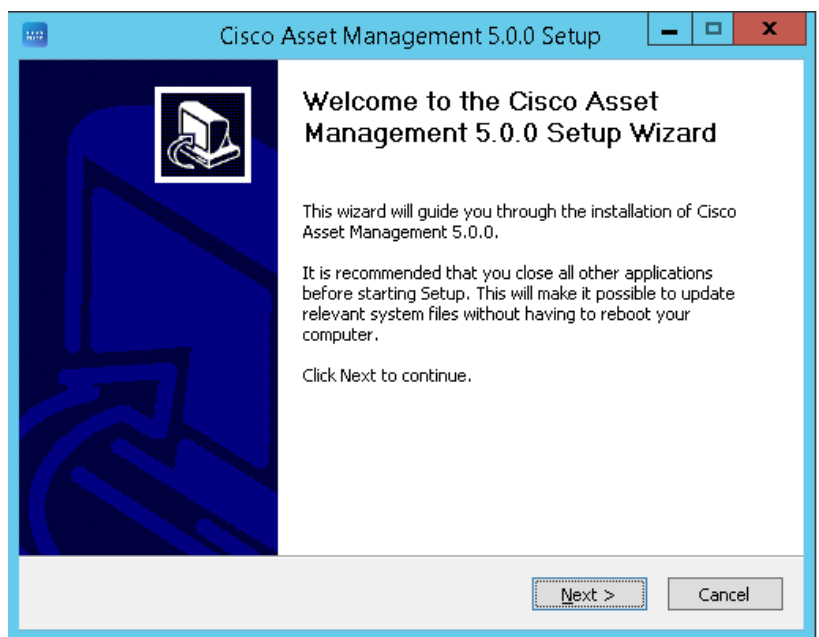 Cisco Asset Management 5.0.0 Setup
Welcome to the Cisco Asset
Management 5.0.0 Setup Wizard
This wizard will guide you through the installation of Cisco
Asset Management 5.0.0.
It is recommended that you close all other applications
before starting Setup. This will make it possible to update
relevant system files without having to reboot your
computer.
Click Next to continue.
Next > Cancel